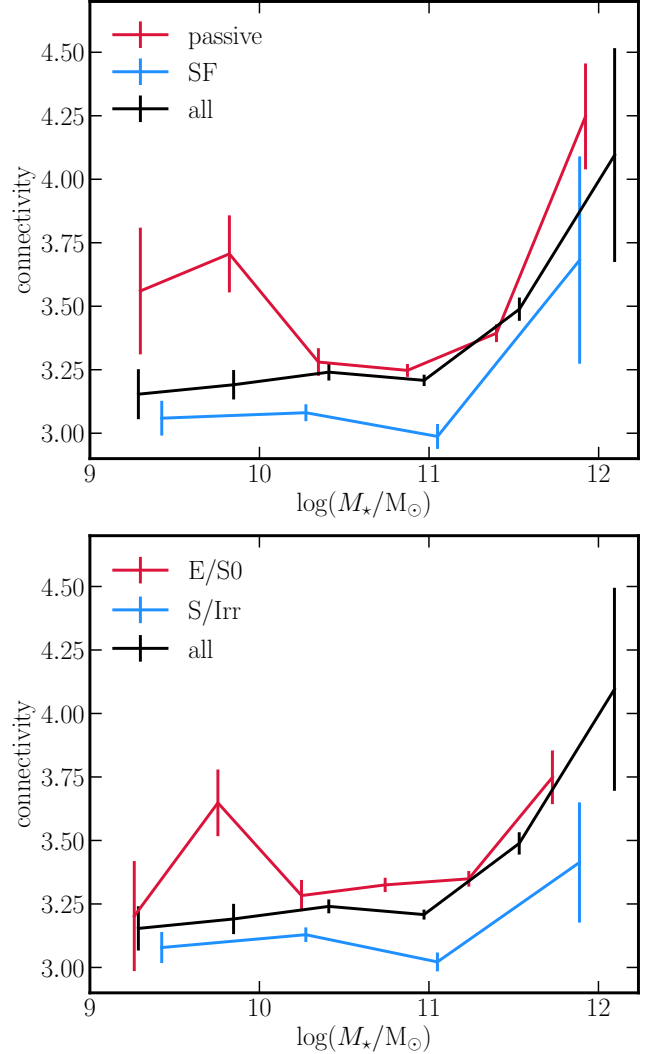 4.50
4.25
4.00
3.75
3.50
3.25
3.00
connectivity
passive
SF
all
9
10
11
12
log(M⋆/M⊙)
4.50
4.25
4.00
3.75
3.50
3.25
3.00
connectivity
E/S0
S/Irr
all
9
10
11
12
log(M⋆/M⊙)